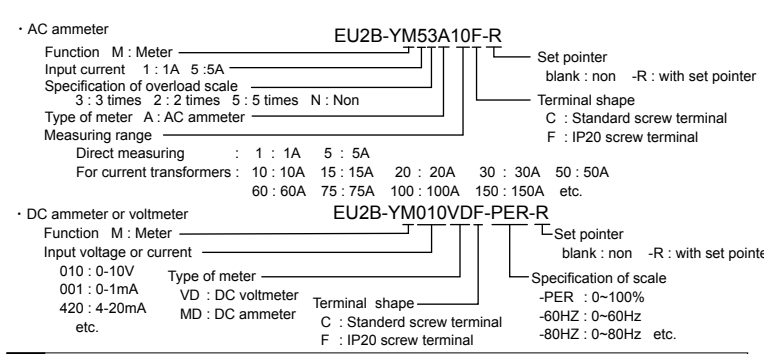 ・AC ammeter
EU2B-YM53A10F-R
Function M : Meter
Set pointer
Input current 1 : 1A 5 :5A
blank : non -R : with set pointer
Specification of overload scale
3 : 3 times 2 : 2 times 5 : 5 times N : Non
Terminal shape
Type of meter A : AC ammeter
C : Standard screw terminal
Measuring range
F : IP20 screw terminal
Direct measuring : 1 : 1A 5 : 5A
For current transformers : 10 : 10A 15 : 15A 20 : 20A 30 : 30A 50 : 50A
60 : 60A 75 : 75A 100 : 100A 150 : 150A etc.
・DC ammeter or voltmeter
EU2B-YM010VDF-PER-R
Function M : Meter
Set pointer
Input voltage or current
blank : non -R : with set pointe
010 : 0-10V
Type of meter
Specification of scale
001 : 0-1mA
VD : DC voltmeter
Terminal shape
-PER : 0~100%
420 : 4-20mA
MD : DC ammeter
C : Standerd screw terminal
-60HZ : 0~60Hz
etc.
F : IP20 screw terminal
-80HZ : 0~80Hz etc.